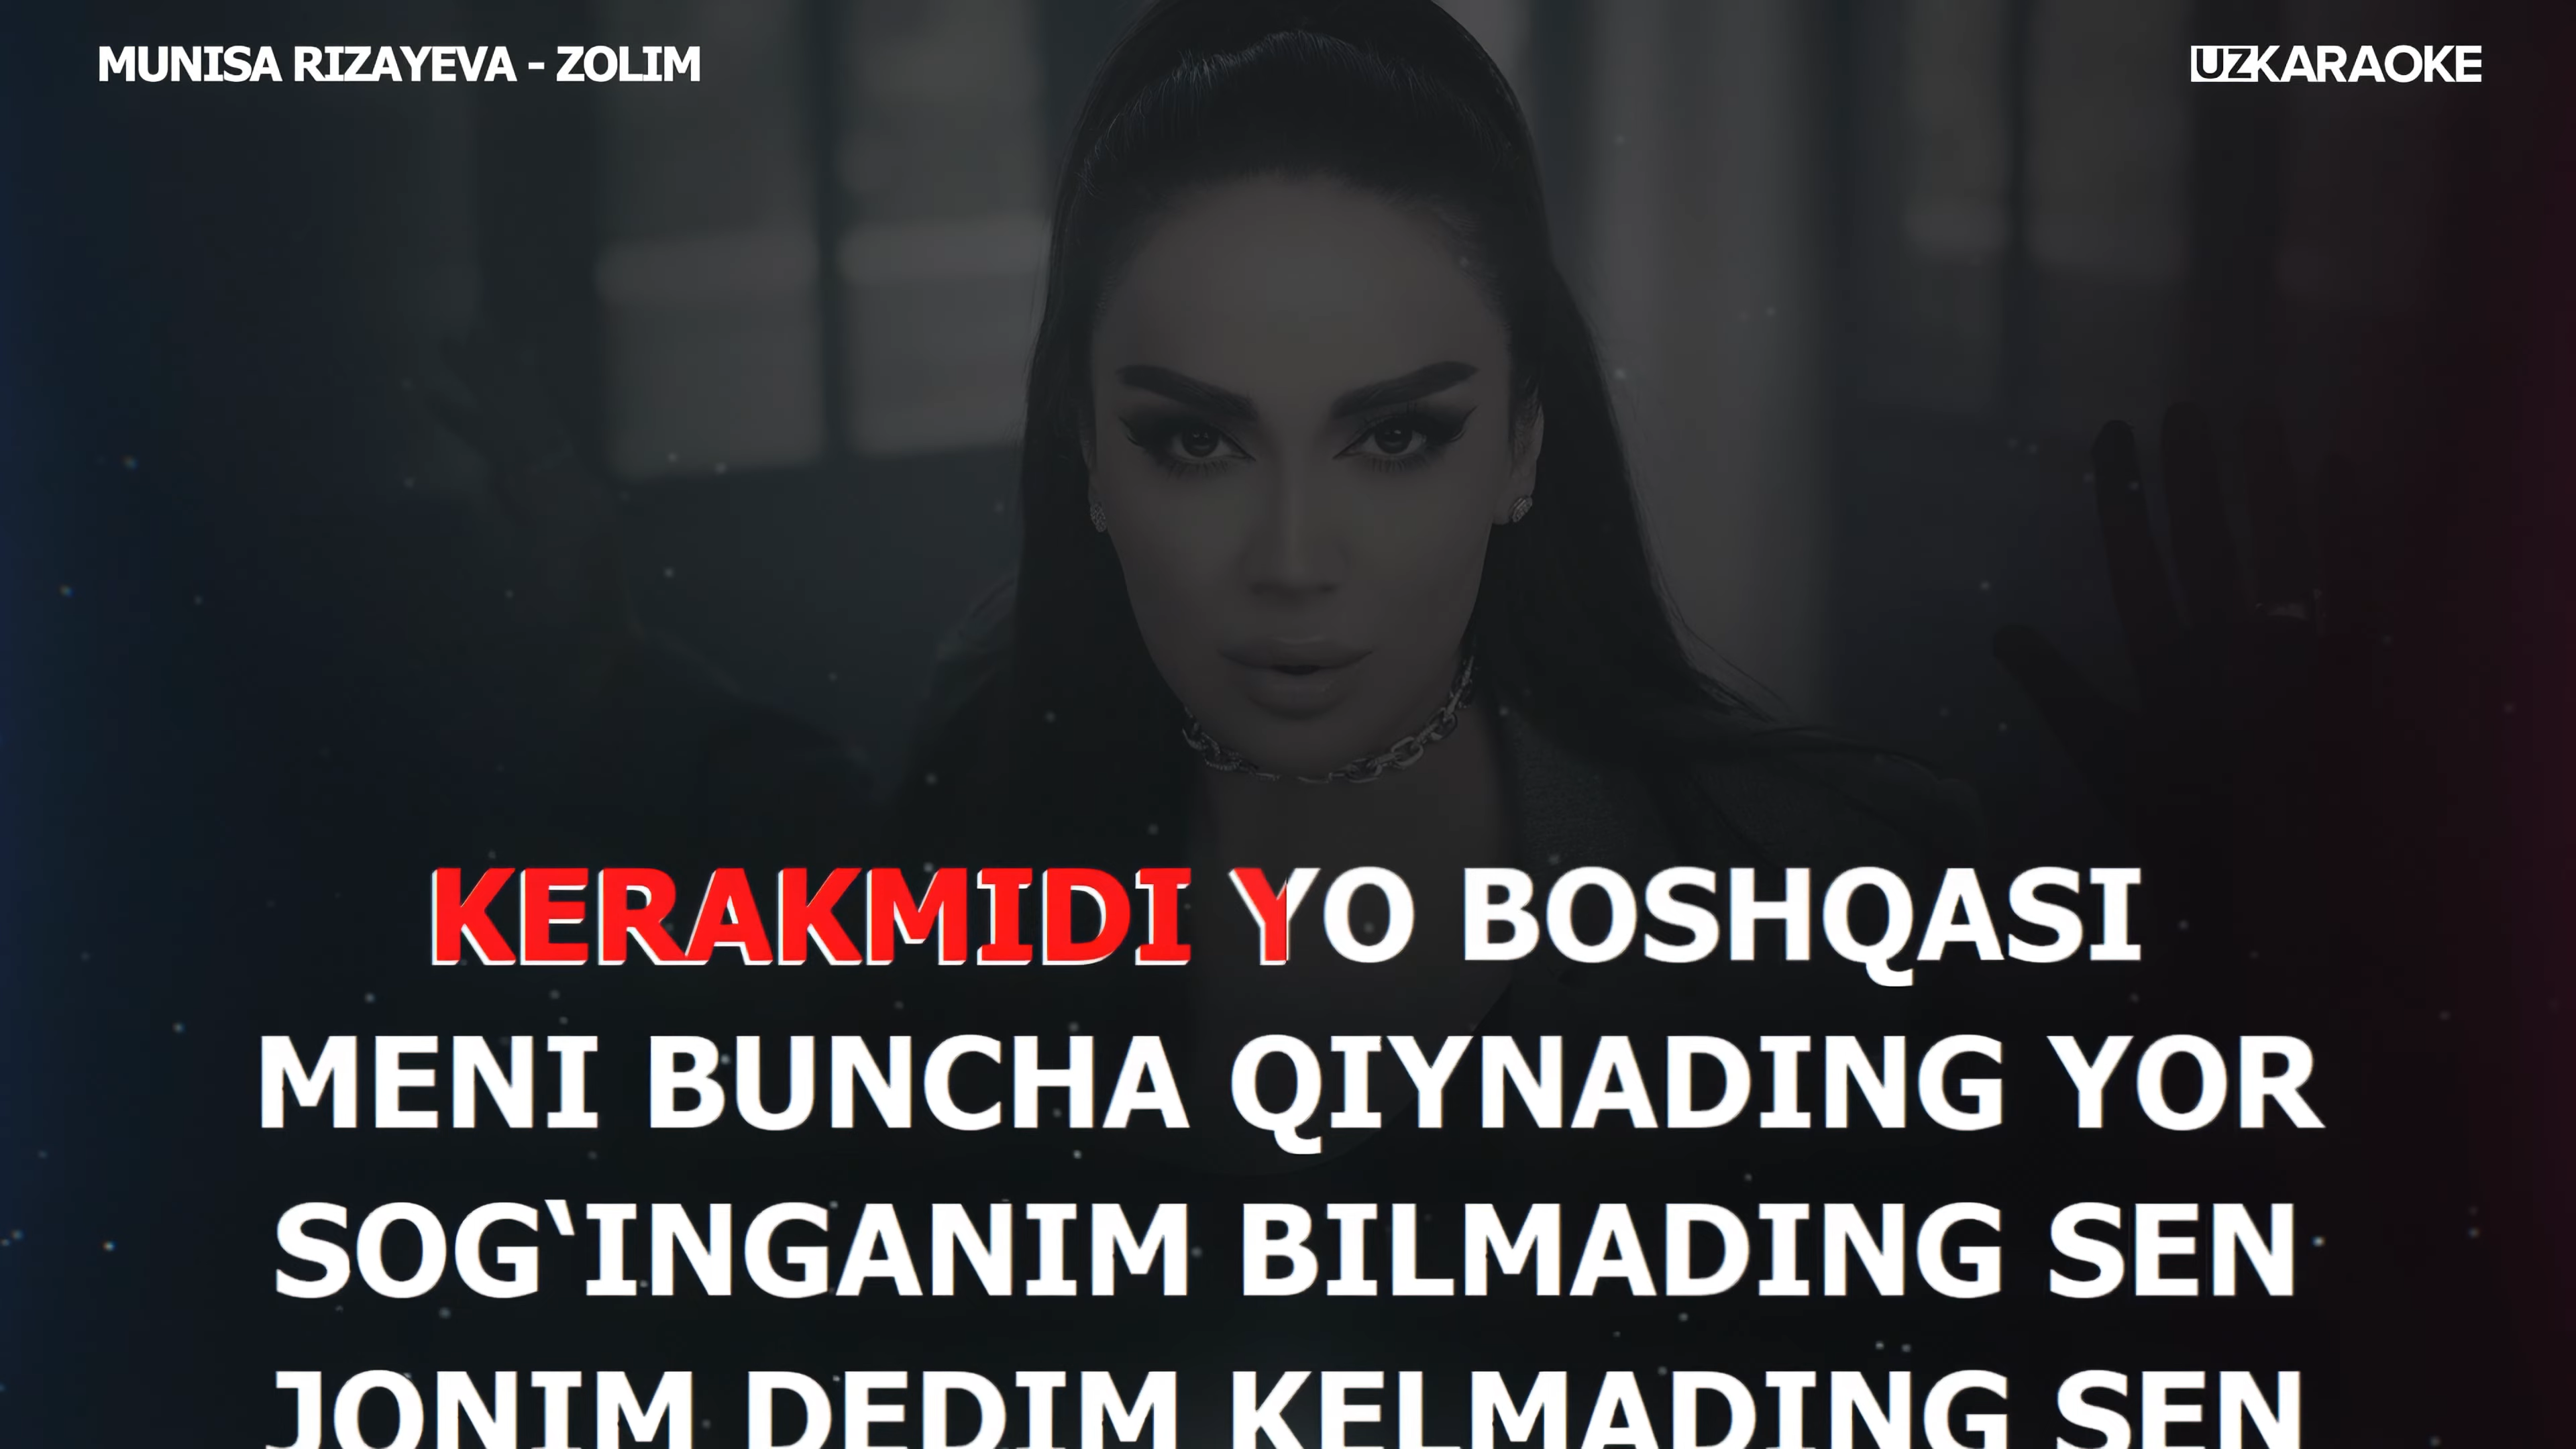 MUNISA RIZAYEVA - ZOLIM
UZKARAOKE
KERAKMIDI YO BOSHQASI
MENI BUNCHA QIYNADING YOR
SOG‘INGANIM BILMADING SEN
JONIM DEDIM KELMADING SEN